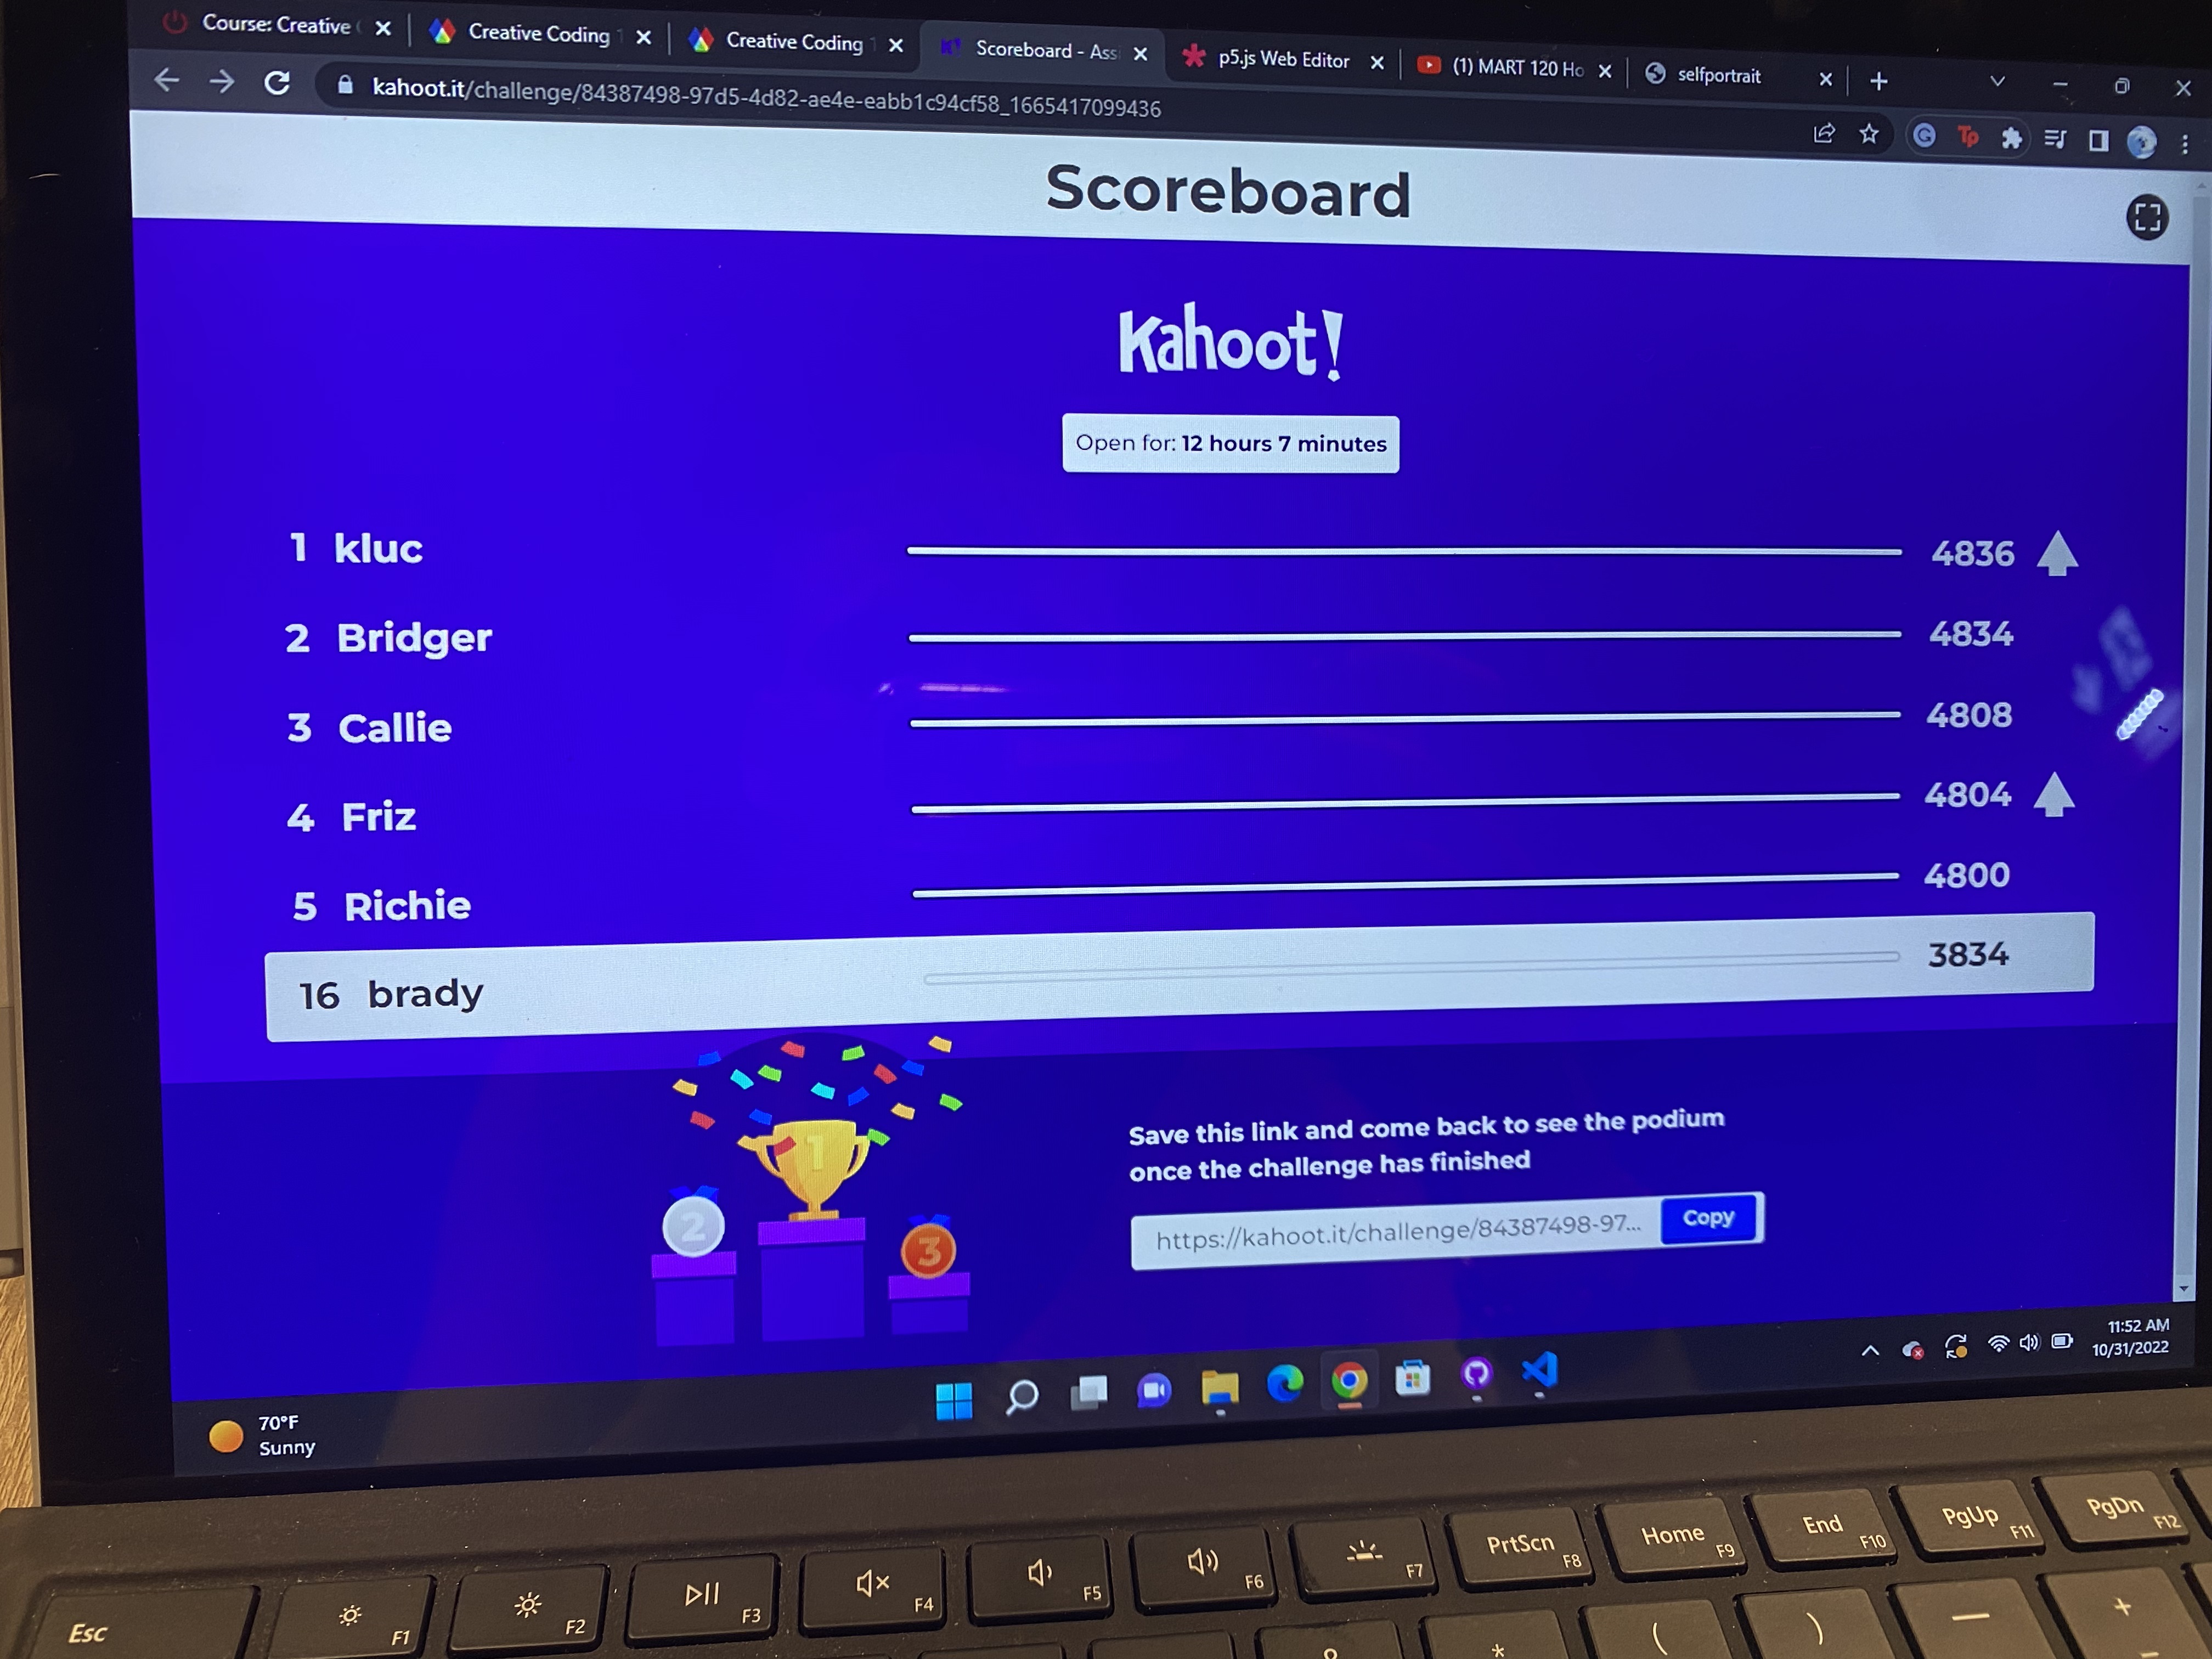 Course: Creative
Creative Coding
Creative Coding
Scoreboard - Ass
p5.js Web Editor
(1) MART 120 Ho
selfportrait
kahoot.it/challenge/84387498-97d5-4d82-ae4e-eabb1c94cf58_1665417099436
Scoreboard
Kahoot!
Open for: 12 hours 7 minutes
1 kluc 4836
2 Bridger 4834
3 Callie 4808
4 Friz 4804
5 Richie 4800
16 brady 3834
Save this link and come back to see the podium
once the challenge has finished
https://kahoot.it/challenge/84387498-97... Copy
1
2
3
11:52 AM
10/31/2022
70°F
Sunny
Esc F1 F2 F3 F4 F5 F6 F7 PrtScn F8 Home F9 End F10 PgUp F11 PgDn F12
* ( ) — +